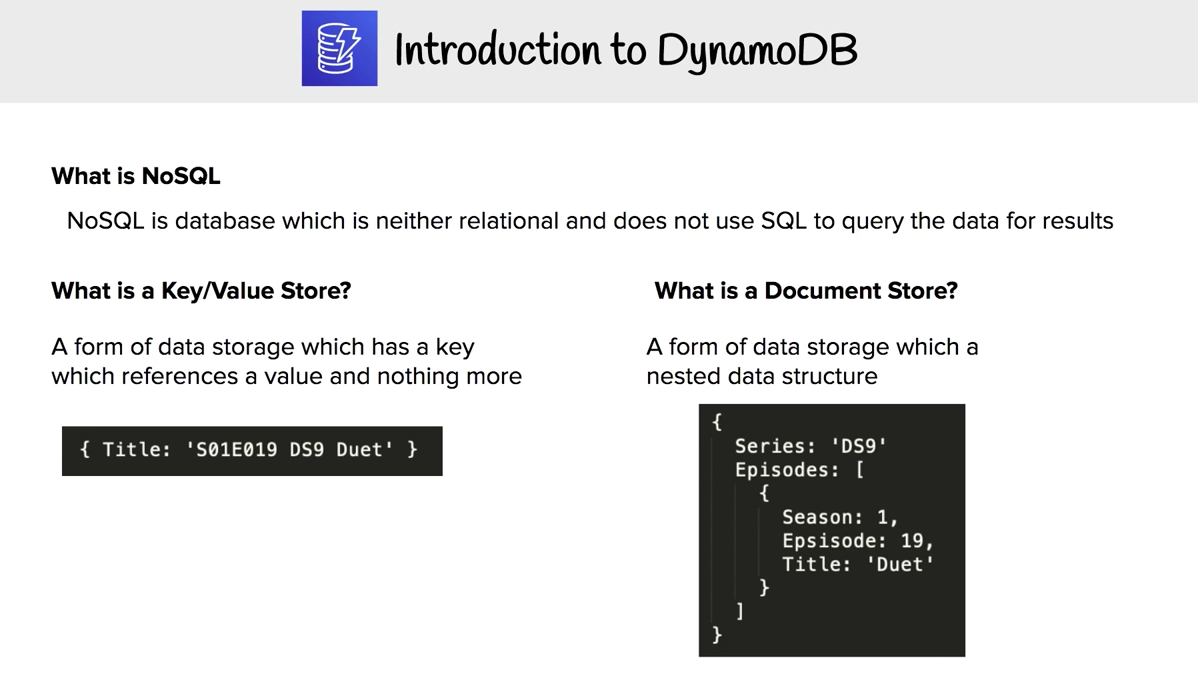 Introduction to DynamoDB
What is NoSQL
NoSQL is database which is neither relational and does not use SQL to query the data for results
What is a Key/Value Store?
A form of data storage which has a key
which references a value and nothing more
{ Title: 'S01E019 DS9 Duet' }
What is a Document Store?
A form of data storage which a
nested data structure
{
Series: 'DS9'
Episodes: [
{
Season: 1,
Epsisode: 19,
Title: 'Duet'
}
]
}